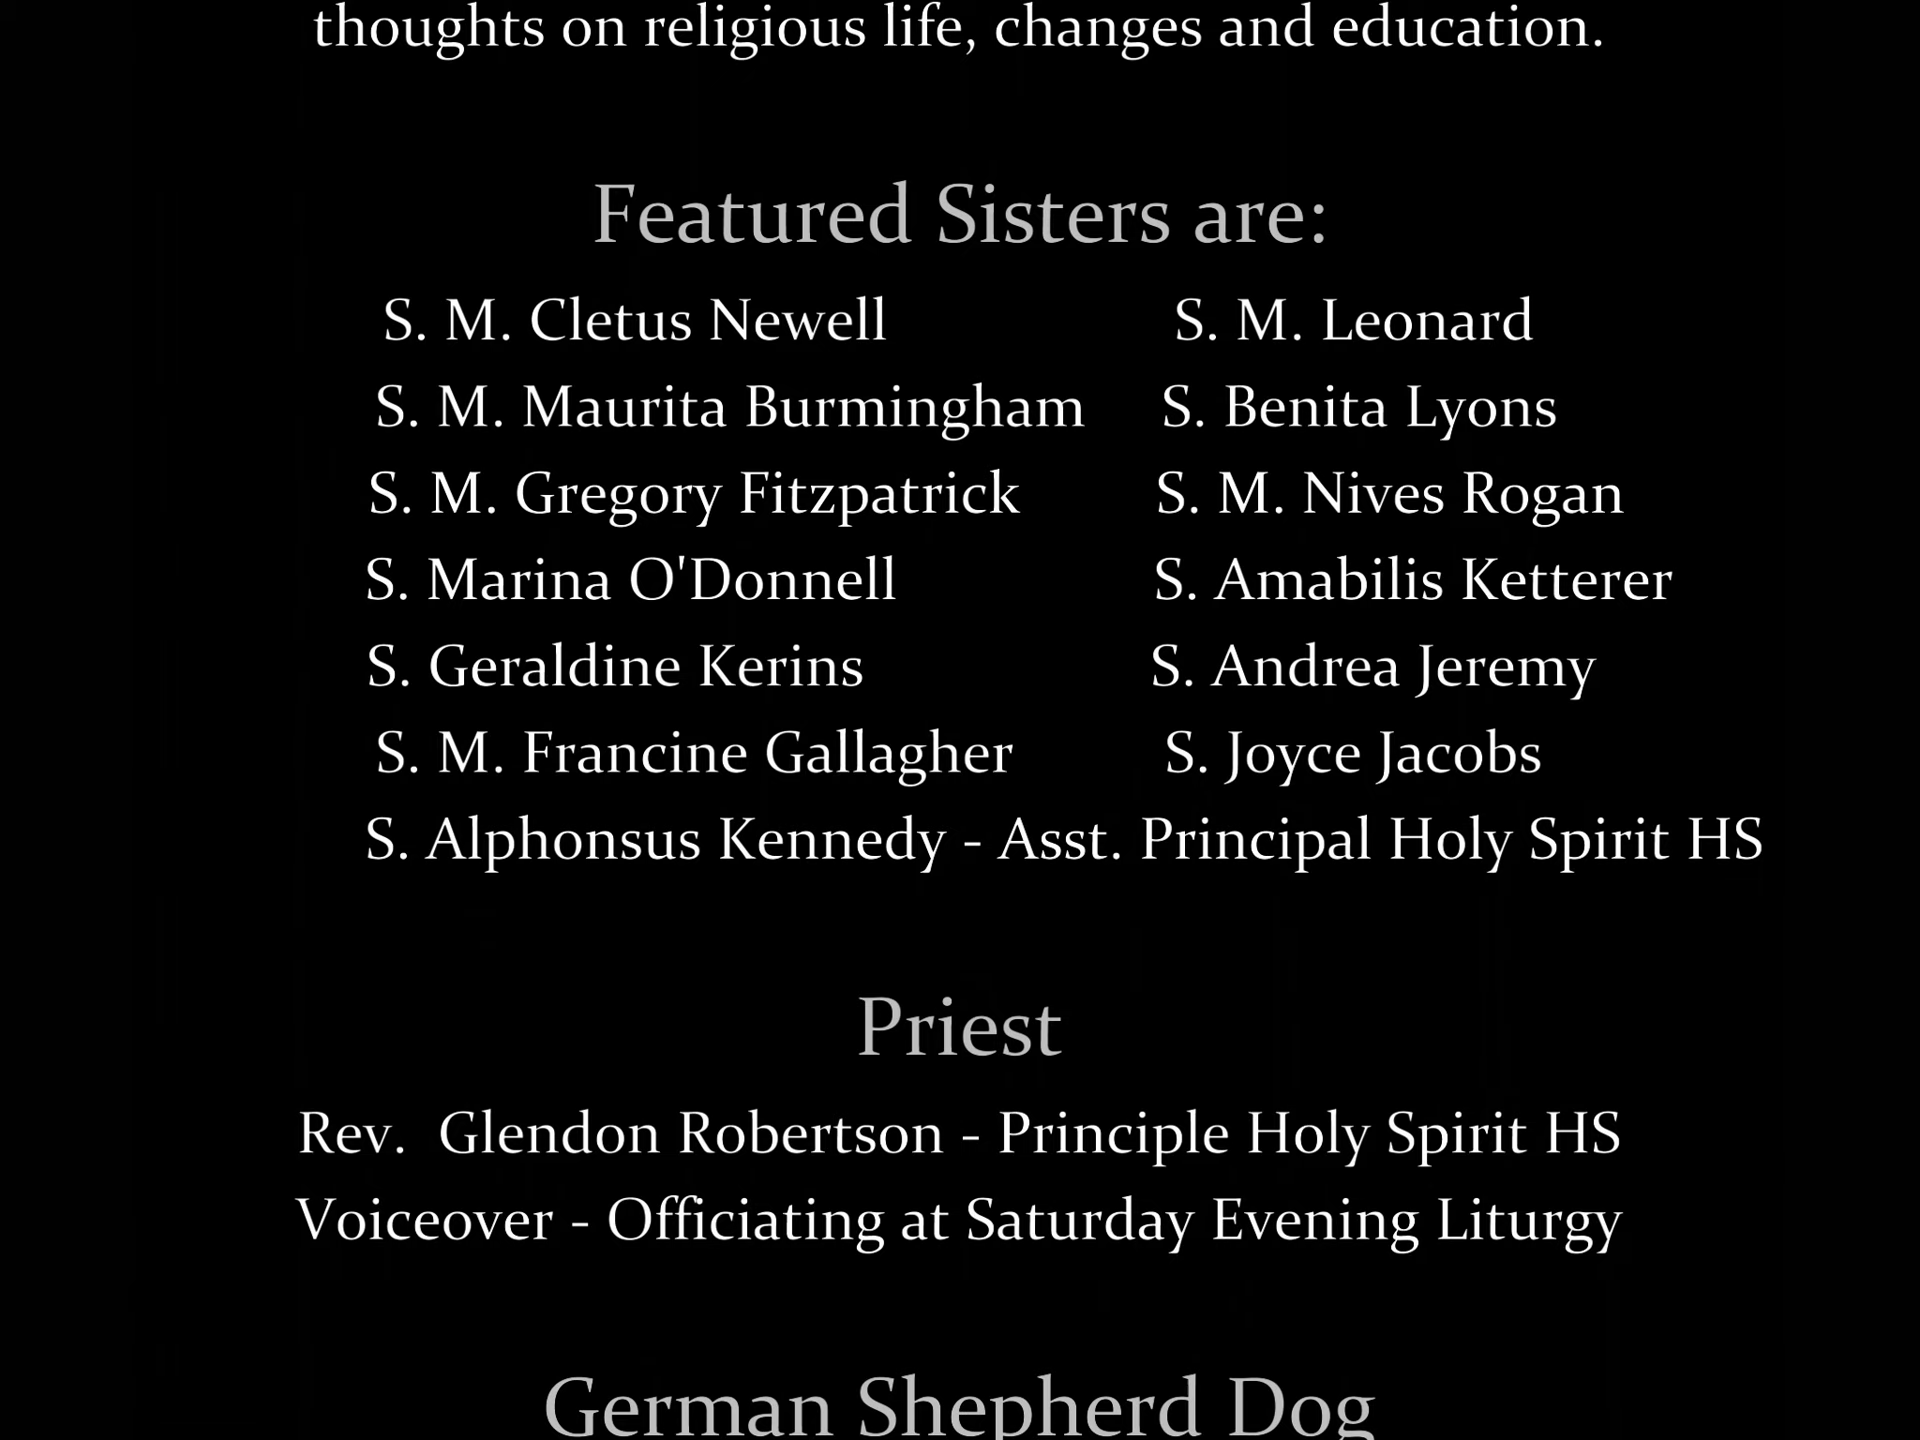 thoughts on religious life, changes and education.
Featured Sisters are:
S. M. Cletus Newell S. M. Leonard
S. M. Maurita Burmingham S. Benita Lyons
S. M. Gregory Fitzpatrick S. M. Nives Rogan
S. Marina O'Donnell S. Amabilis Ketterer
S. Geraldine Kerins S. Andrea Jeremy
S. M. Francine Gallagher S. Joyce Jacobs
S. Alphonsus Kennedy - Asst. Principal Holy Spirit HS
Priest
Rev. Glendon Robertson - Principle Holy Spirit HS
Voiceover - Officiating at Saturday Evening Liturgy
German Shepherd Dog